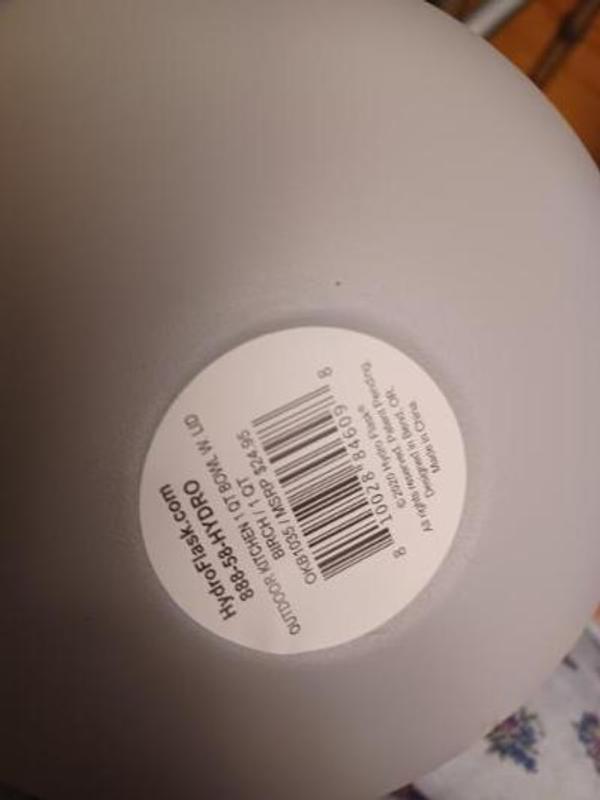 HydroFlask.com
888-58-HYDRO
OUTDOOR KITCHEN 1 QT BOWL W/ LID
BIRCH / 1 QT
OKB1035 / MSRP $24.95
8 10028 84609 8
©2020 Hydro Flask®
All rights reserved. Patent Pending.
Designed in Bend, OR.
Made in China.